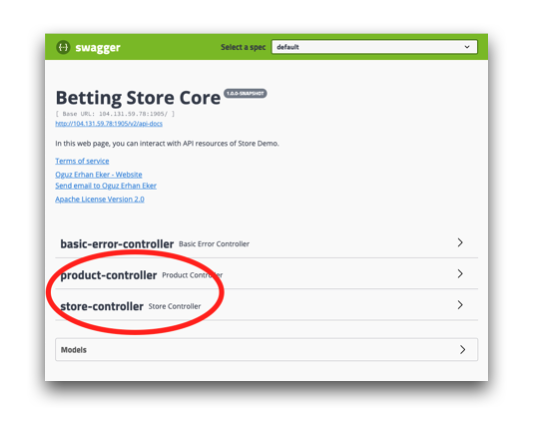 swagger Select a spec default
Betting Store Core 1.0.0-SNAPSHOT
[ Base URL: 104.131.59.78:1905/ ]
http://104.131.59.78:1905/v2/api-docs
In this web page, you can interact with API resources of Store Demo.
Terms of service
Oguz Erhan Eker - Website
Send email to Oguz Erhan Eker
Apache License Version 2.0
basic-error-controller Basic Error Controller
product-controller Product Controller
store-controller Store Controller
Models